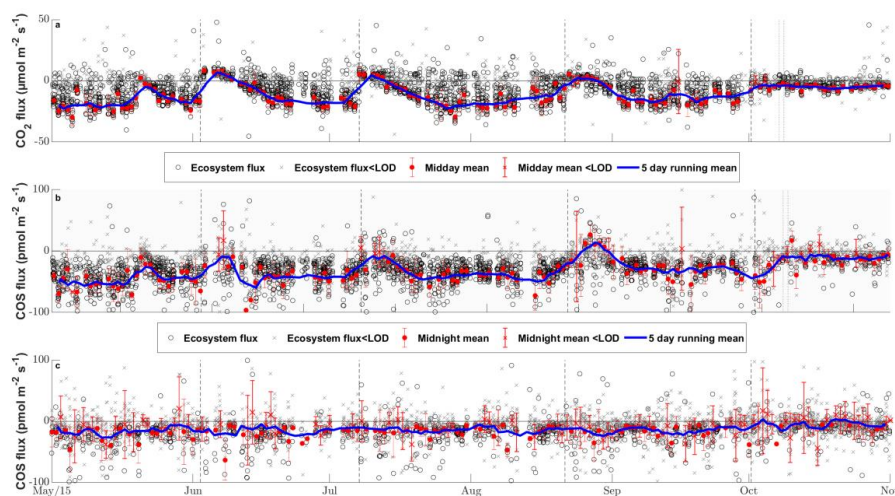 50
a
0
-50
CO2 flux (μmol m-2 s-1)
Ecosystem flux Ecosystem flux<LOD Midday mean Midday mean <LOD 5 day running mean
100
b
0
-100
COS flux (pmol m-2 s-1)
Ecosystem flux Ecosystem flux<LOD Midnight mean Midnight mean <LOD 5 day running mean
100
c
0
-100
COS flux (pmol m-2 s-1)
May/15 Jun Jul Aug Sep Oct No